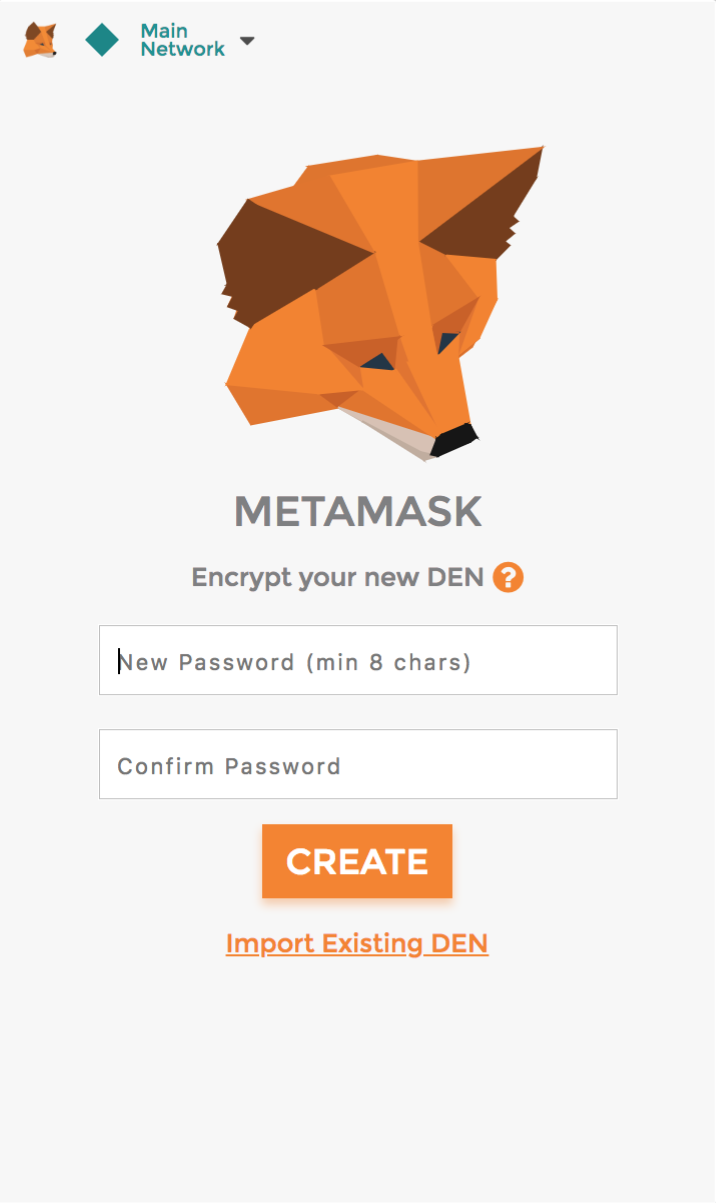 Main
Network
METAMASK
Encrypt your new DEN ?
New Password (min 8 chars)
Confirm Password
CREATE
Import Existing DEN